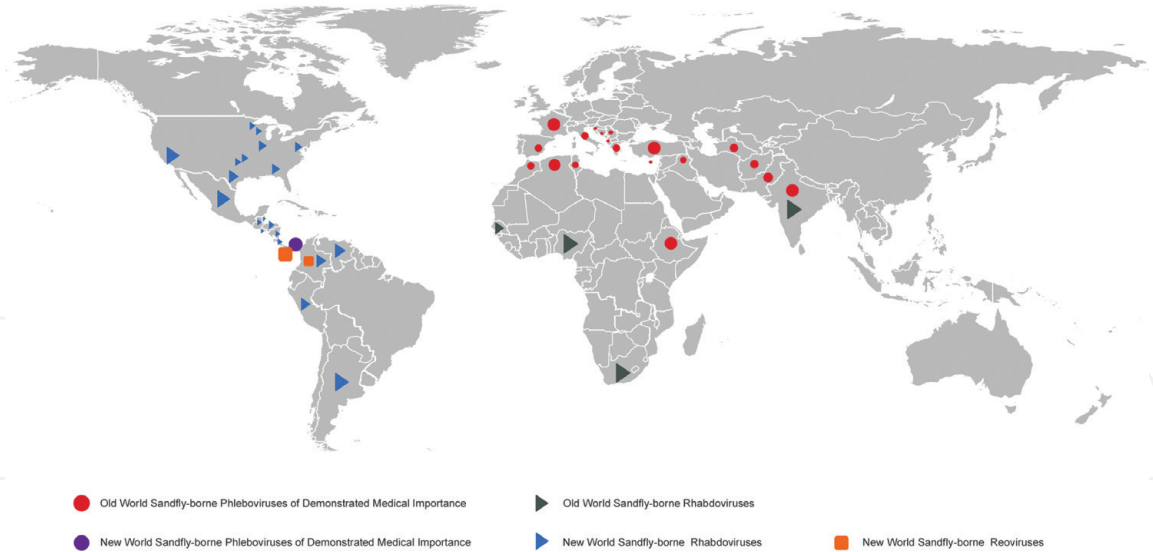 Old World Sandfly-borne Phleboviruses of Demonstrated Medical Importance
Old World Sandfly-borne Rhabdoviruses
New World Sandfly-borne Phleboviruses of Demonstrated Medical Importance
New World Sandfly-borne Rhabdoviruses
New World Sandfly-borne Reoviruses